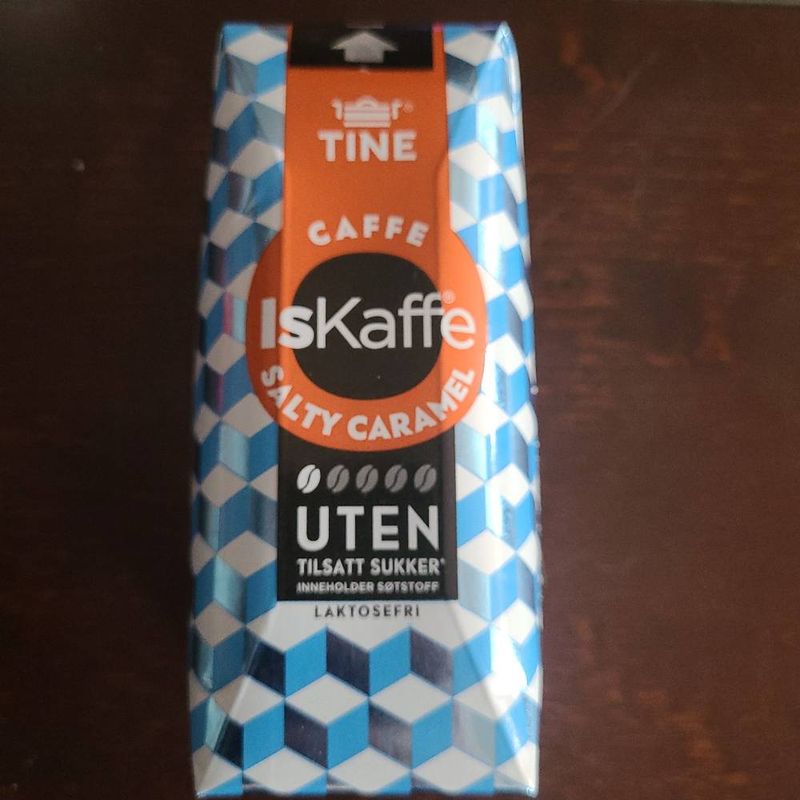 TINE
CAFFE
IsKaffe
SALTY CARAMEL
UTEN
TILSATT SUKKER*
INNEHOLDER SØTSTOFF
LAKTOSEFRI